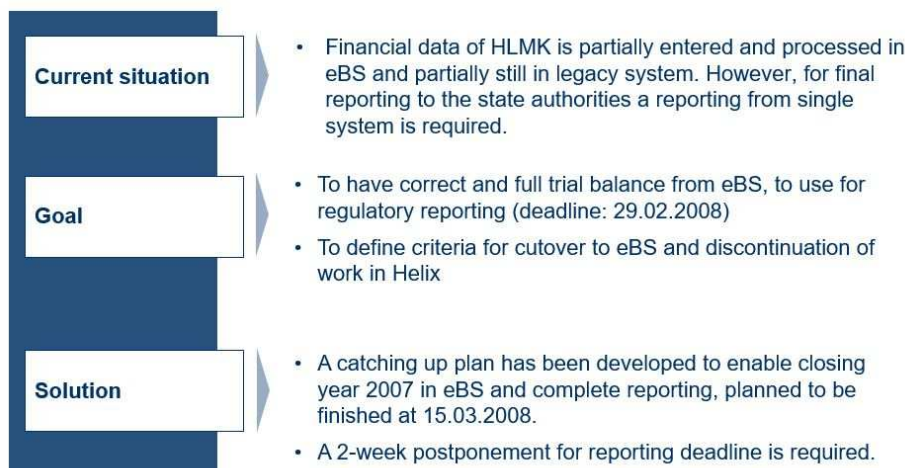 Current situation
• Financial data of HLMK is partially entered and processed in
eBS and partially still in legacy system. However, for final
reporting to the state authorities a reporting from single
system is required.
Goal
• To have correct and full trial balance from eBS, to use for
regulatory reporting (deadline: 29.02.2008)
• To define criteria for cutover to eBS and discontinuation of
work in Helix
Solution
• A catching up plan has been developed to enable closing
year 2007 in eBS and complete reporting, planned to be
finished at 15.03.2008.
• A 2-week postponement for reporting deadline is required.